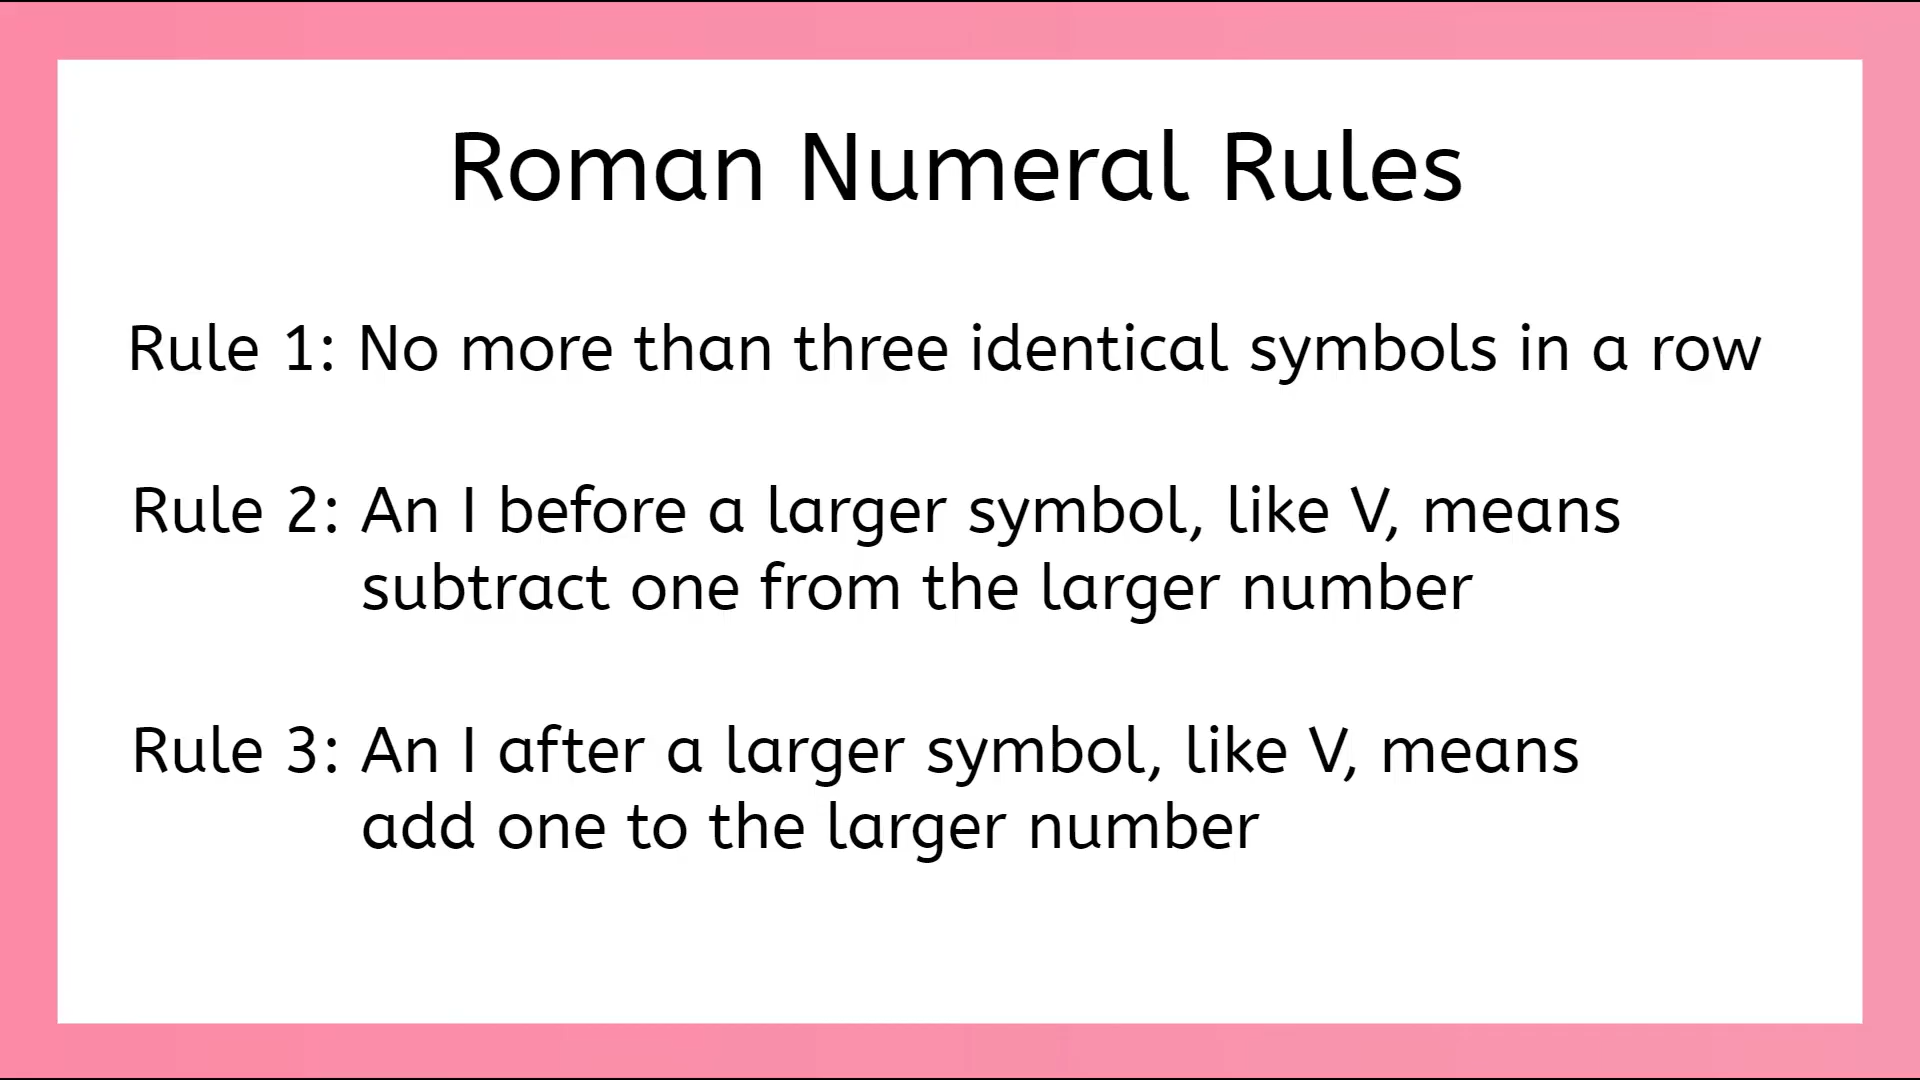 Roman Numeral Rules
Rule 1: No more than three identical symbols in a row
Rule 2: An I before a larger symbol, like V, means
subtract one from the larger number
Rule 3: An I after a larger symbol, like V, means
add one to the larger number